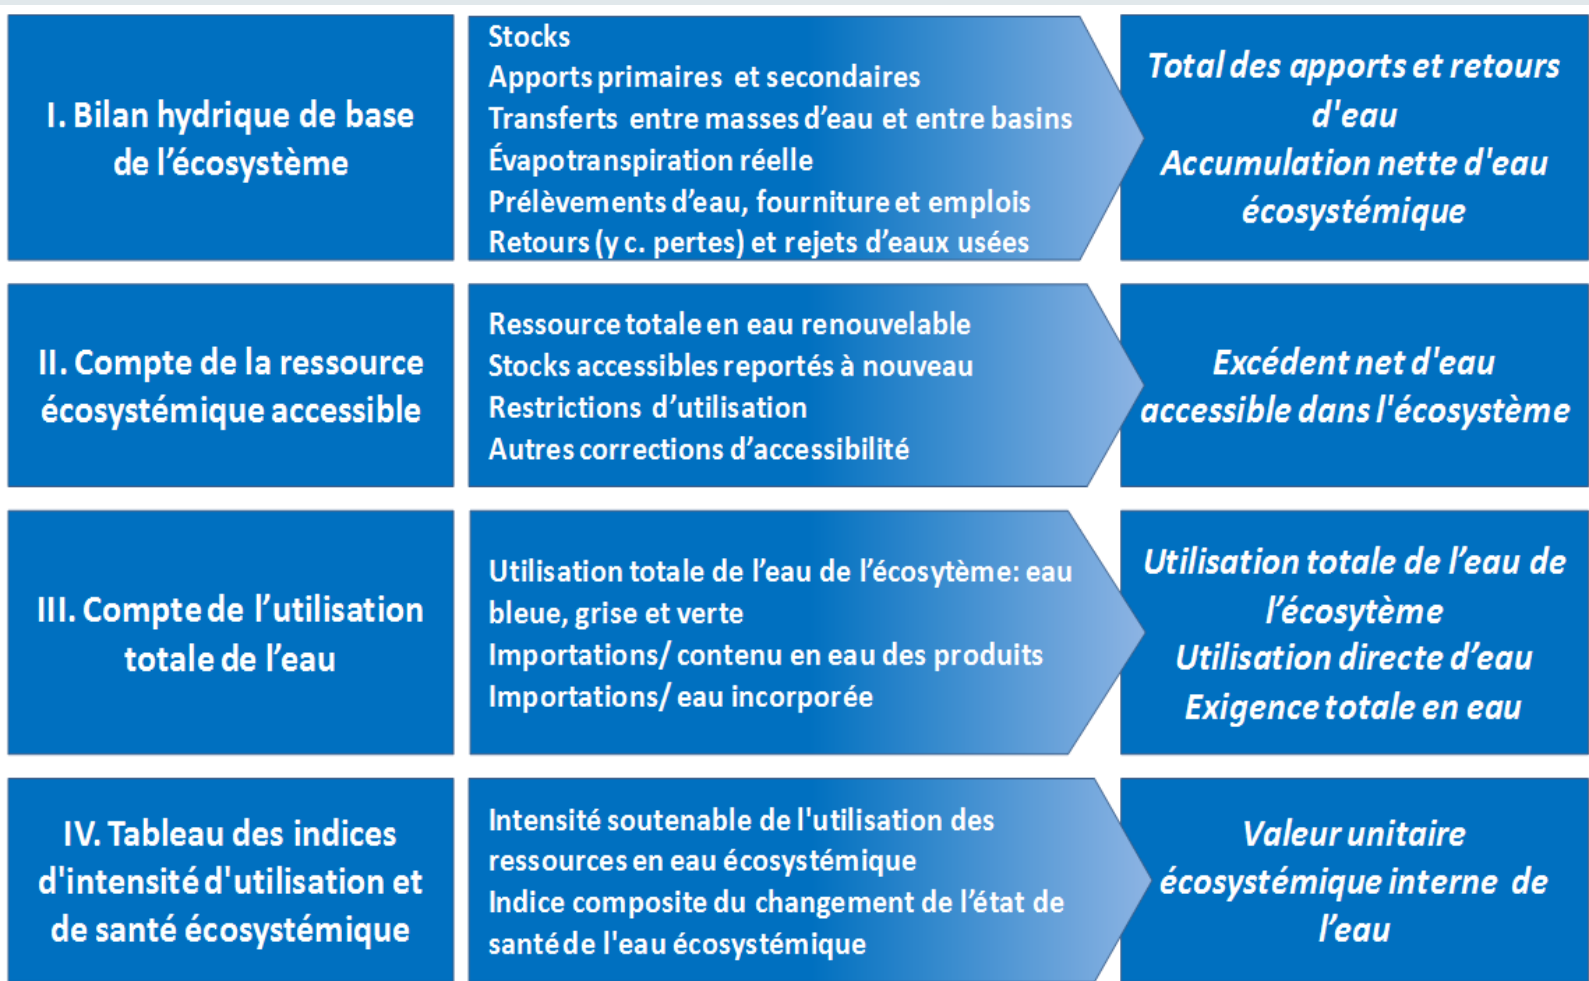 I. Bilan hydrique de base
de l’écosystème
Stocks
Apports primaires et secondaires
Transferts entre masses d’eau et entre basins
Évapotranspiration réelle
Prélèvements d’eau, fourniture et emplois
Retours (y c. pertes) et rejets d’eaux usées
Total des apports et retours
d'eau
Accumulation nette d'eau
écosystémique
II. Compte de la ressource
écosystémique accessible
Ressource totale en eau renouvelable
Stocks accessibles reportés à nouveau
Restrictions d’utilisation
Autres corrections d’accessibilité
Excédent net d'eau
accessible dans l'écosystème
III. Compte de l’utilisation
totale de l’eau
Utilisation totale de l’eau de l’écosytème: eau
bleue, grise et verte
Importations/ contenu en eau des produits
Importations/ eau incorporée
Utilisation totale de l’eau de
l’écosytème
Utilisation directe d’eau
Exigence totale en eau
IV. Tableau des indices
d'intensité d'utilisation et
de santé écosystémique
Intensité soutenable de l'utilisation des
ressources en eau écosystémique
Indice composite du changement de l’état de
santé de l'eau écosystémique
Valeur unitaire
écosystémique interne de
l’eau